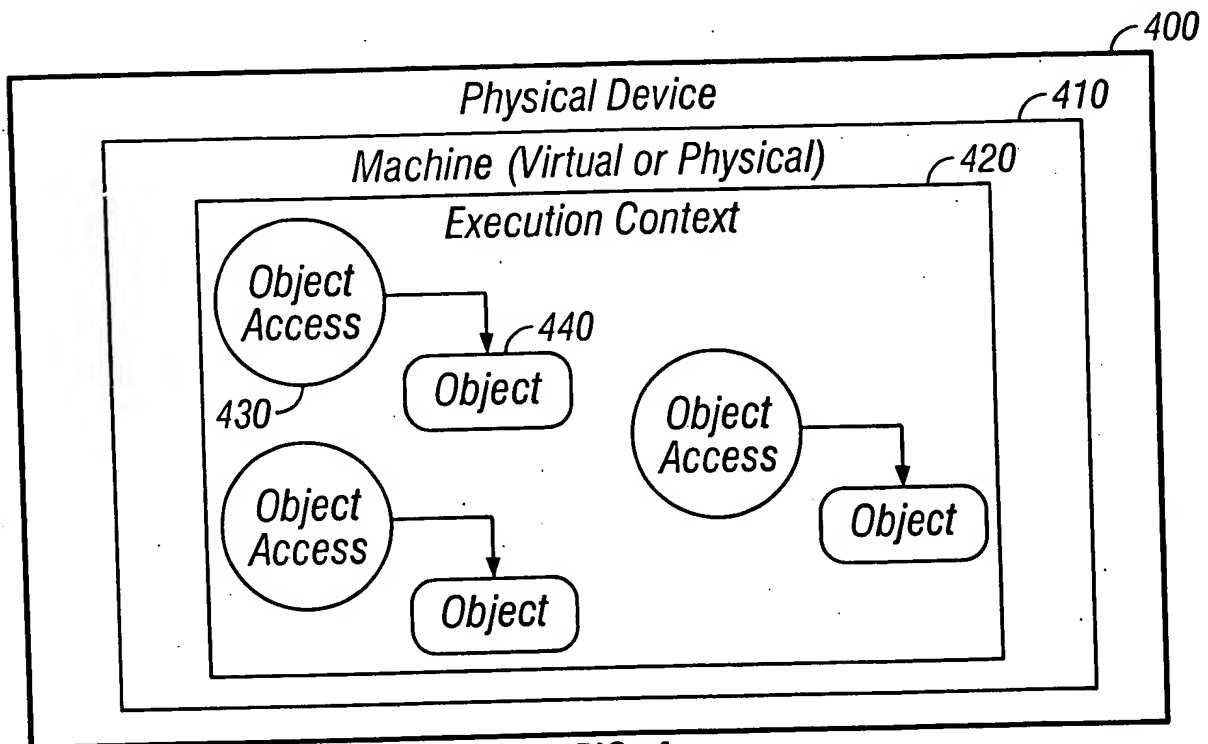 400
Physical Device
410
Machine (Virtual or Physical)
420
Execution Context
Object
Access
440
Object
430
Object
Access
Object
Object
Access
Object